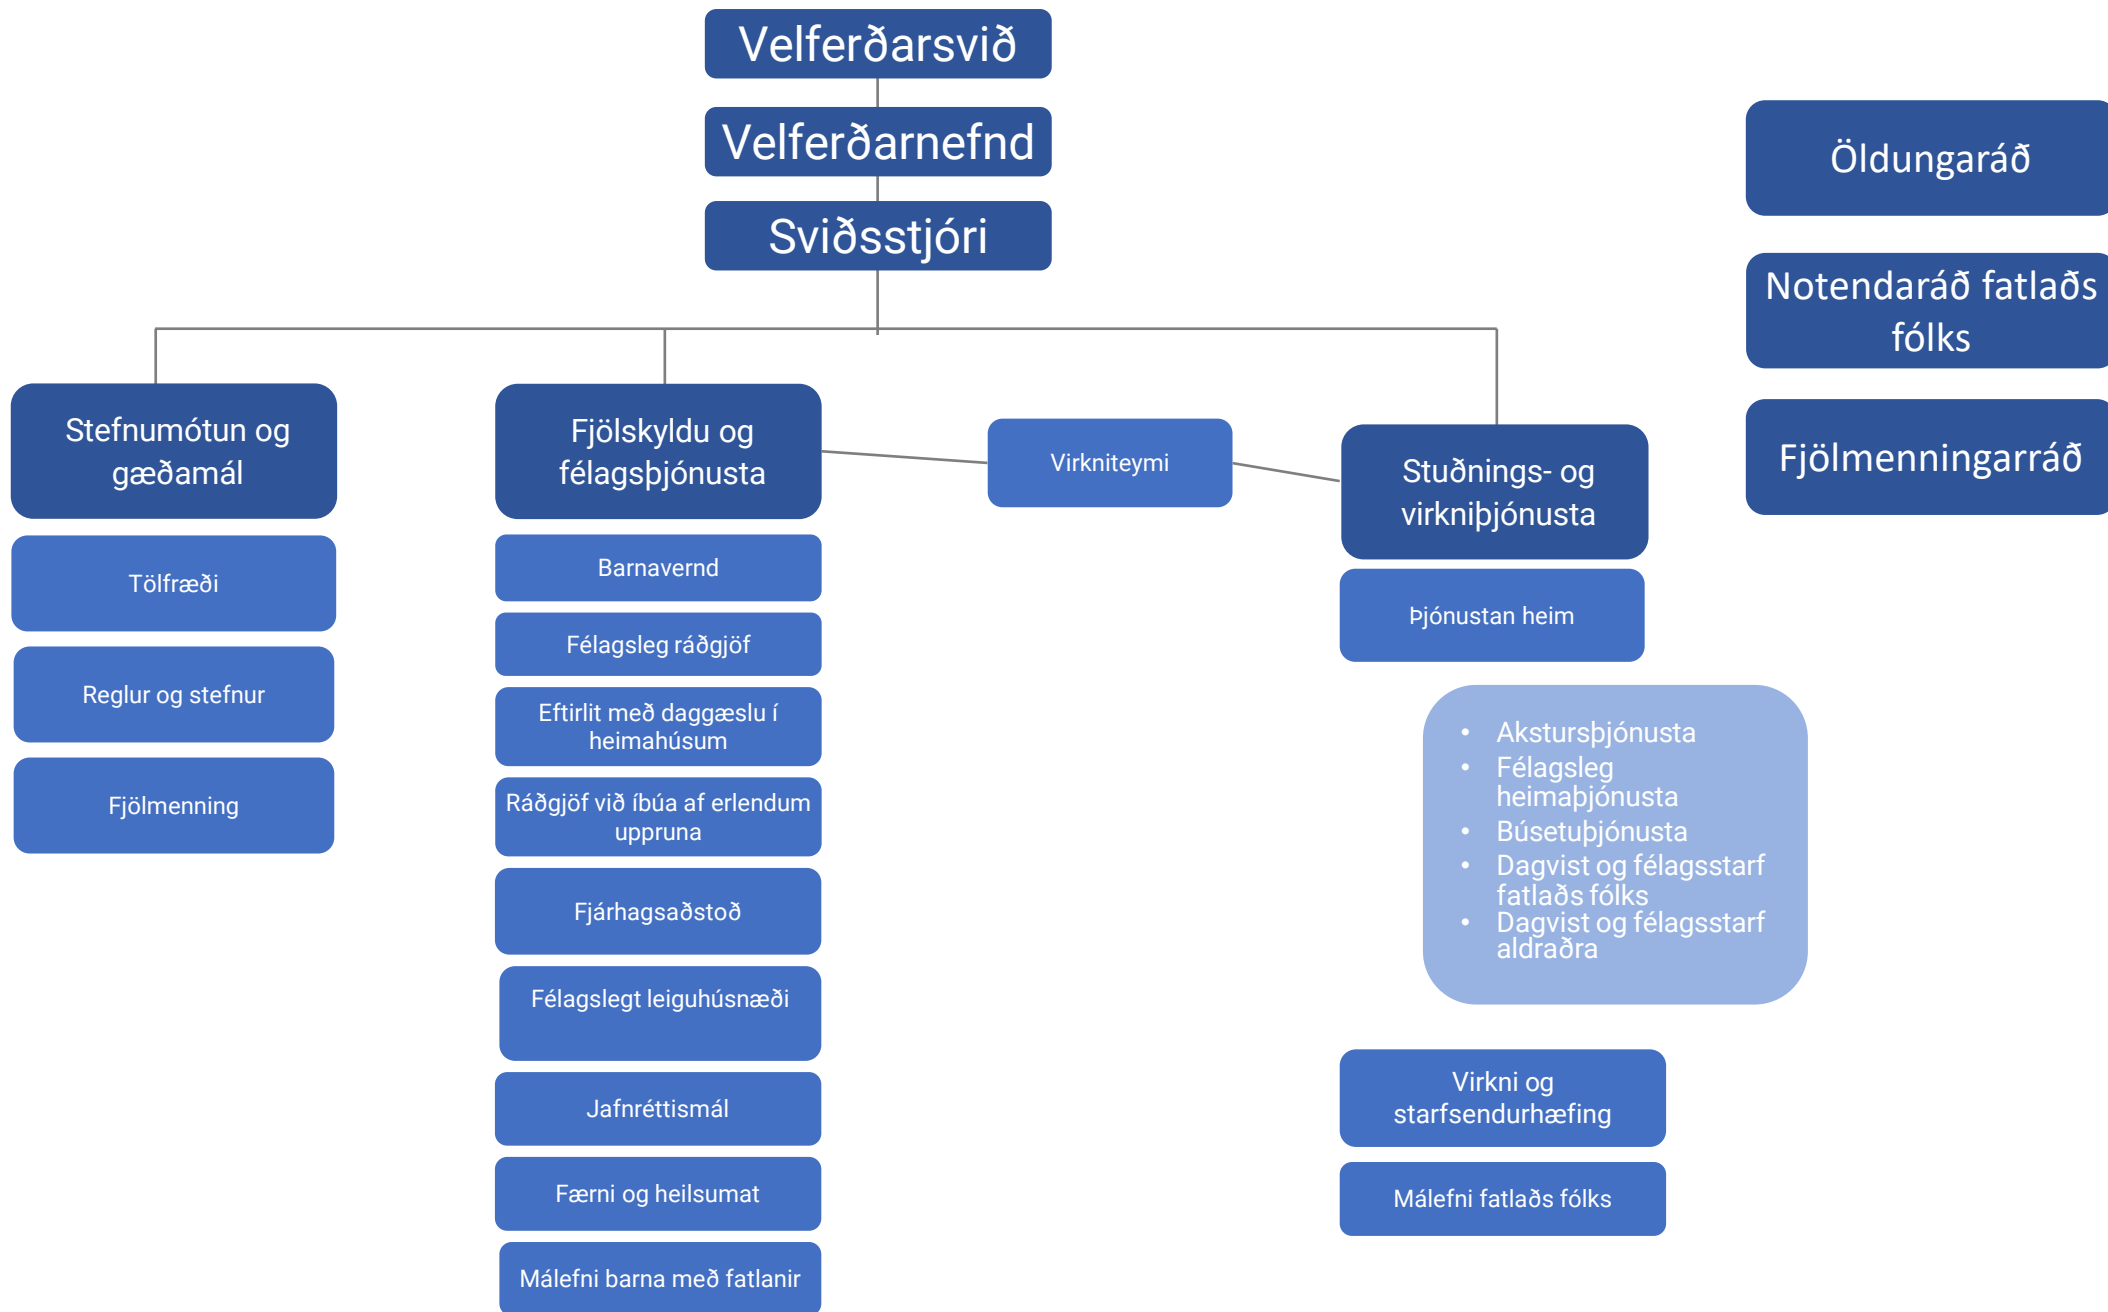 Velferðarsvið
Velferðarnefnd
Sviðsstjóri
Öldungaráð
Notendaráð fatlaðs
fólks
Fjölmenningarráð
Stefnumótun og
gæðamál
Tölfræði
Reglur og stefnur
Fjölmenning
Fjölskyldu og
félagsþjónusta
Barnavernd
Félagsleg ráðgjöf
Eftirlit með daggæslu í
heimahúsum
Ráðgjöf við íbúa af erlendum
uppruna
Fjárhagsaðstoð
Félagslegt leiguhúsnæði
Jafnréttismál
Færni og heilsumat
Málefni barna með fatlanir
Virkniteymi
Stuðnings- og
virkniþjónusta
Þjónustan heim
• Akstursþjónusta
• Félagsleg
heimaþjónusta
• Búsetuþjónusta
• Dagvist og félagsstarf
fatlaðs fólks
• Dagvist og félagsstarf
aldraðra
Virkni og
starfsendurhæfing
Málefni fatlaðs fólks